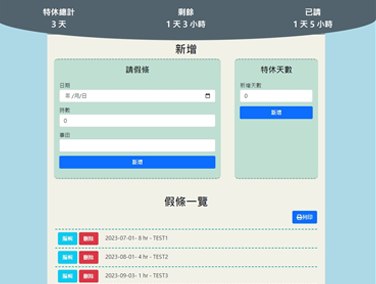 特休總計
3 天
剩餘
1 天 3 小時
已請
1 天 5 小時
新增
請假條
日期
年/月/日
時數
0
事由
新增
特休天數
新增天數
0
新增
假條一覽
列印
編輯 刪除 2023-07-01- 8 hr - TEST1
編輯 刪除 2023-08-01- 4 hr - TEST2
編輯 刪除 2023-09-03- 1 hr - TEST3